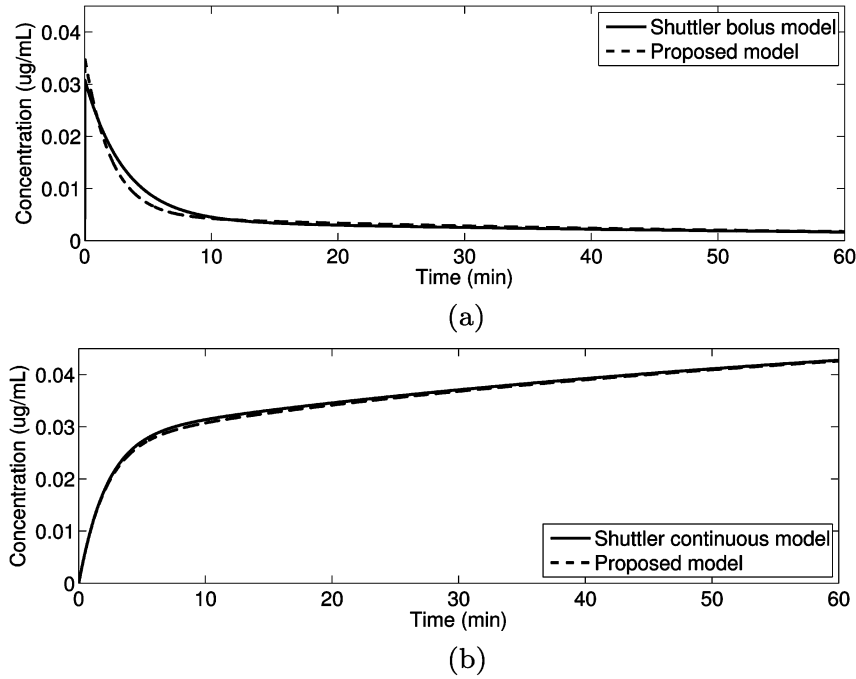 0.04
0.03
0.02
0.01
0
Concentration (ug/mL)
Shuttler bolus model
Proposed model
0 10 20 30 40 50 60
Time (min)
(a)
0.04
0.03
0.02
0.01
0
Concentration (ug/mL)
Shuttler continuous model
Proposed model
0 10 20 30 40 50 60
Time (min)
(b)